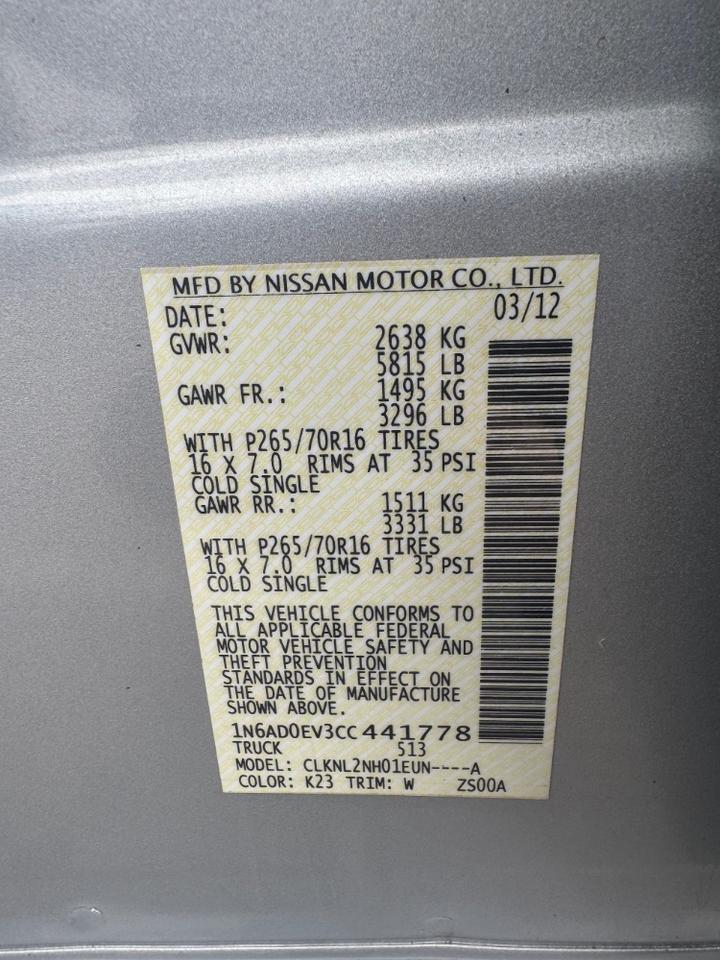 MFD BY NISSAN MOTOR CO., LTD.
DATE: 03/12
GVWR: 2638 KG
5815 LB
GAWR FR.: 1495 KG
3296 LB
WITH P265/70R16 TIRES
16 X 7.0 RIMS AT 35 PSI
COLD SINGLE
GAWR RR.: 1511 KG
3331 LB
WITH P265/70R16 TIRES
16 X 7.0 RIMS AT 35 PSI
COLD SINGLE
THIS VEHICLE CONFORMS TO
ALL APPLICABLE FEDERAL
MOTOR VEHICLE SAFETY AND
THEFT PREVENTION
STANDARDS IN EFFECT ON
THE DATE OF MANUFACTURE
SHOWN ABOVE.
1N6AD0EV3CC441778
TRUCK 513
MODEL: CLKNL2NH01EUN----A
COLOR: K23 TRIM: W ZS00A